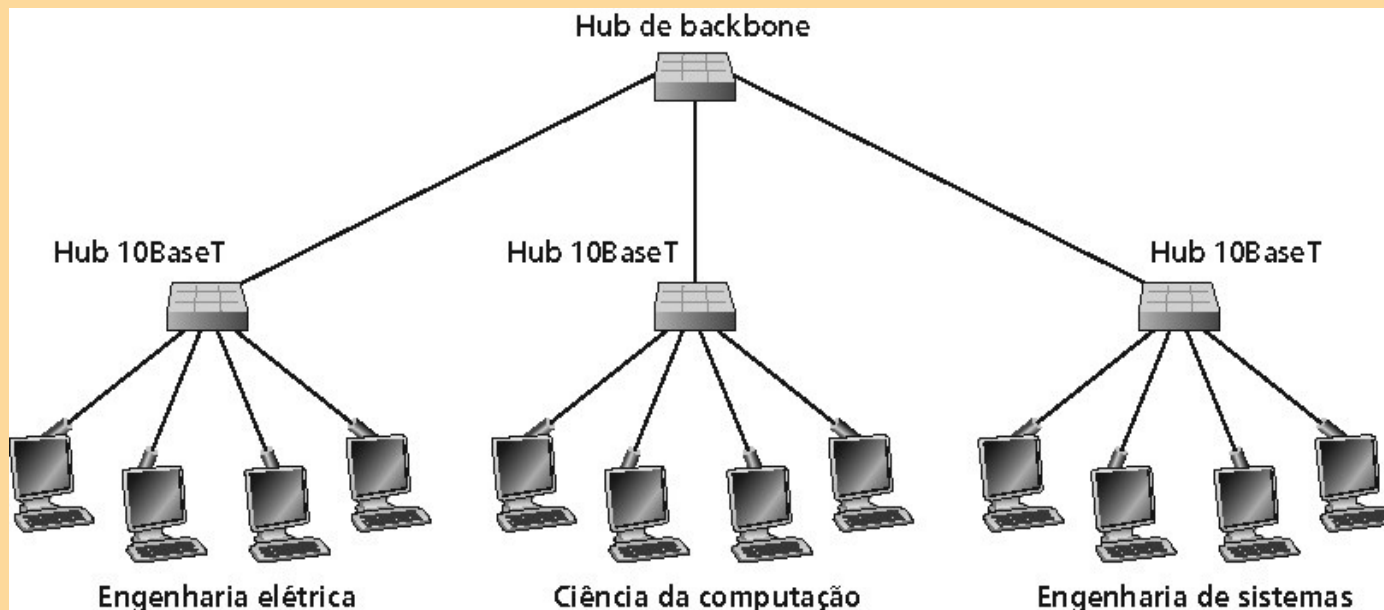 Hub de backbone
Hub 10BaseT
Hub 10BaseT
Hub 10BaseT
Engenharia elétrica
Ciência da computação
Engenharia de sistemas